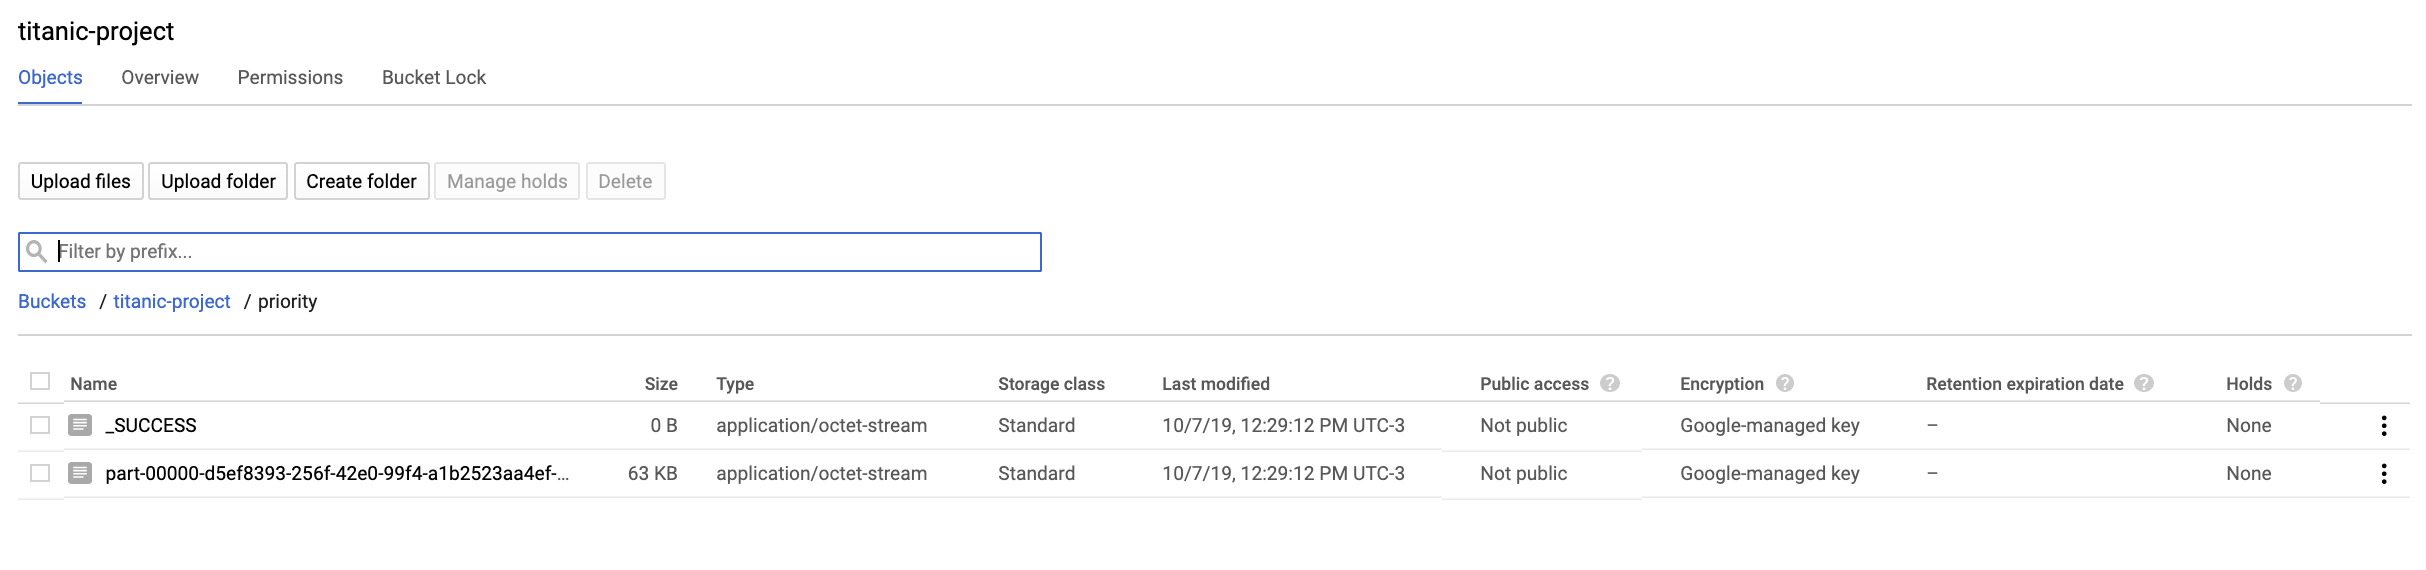 titanic-project
Objects Overview Permissions Bucket Lock
Upload files Upload folder Create folder Manage holds Delete
Filter by prefix...
Buckets / titanic-project / priority
Name Size Type Storage class Last modified Public access ? Encryption ? Retention expiration date ? Holds ?
_SUCCESS 0 B application/octet-stream Standard 10/7/19, 12:29:12 PM UTC-3 Not public Google-managed key – None
part-00000-d5ef8393-256f-42e0-99f4-a1b2523aa4ef-... 63 KB application/octet-stream Standard 10/7/19, 12:29:12 PM UTC-3 Not public Google-managed key – None